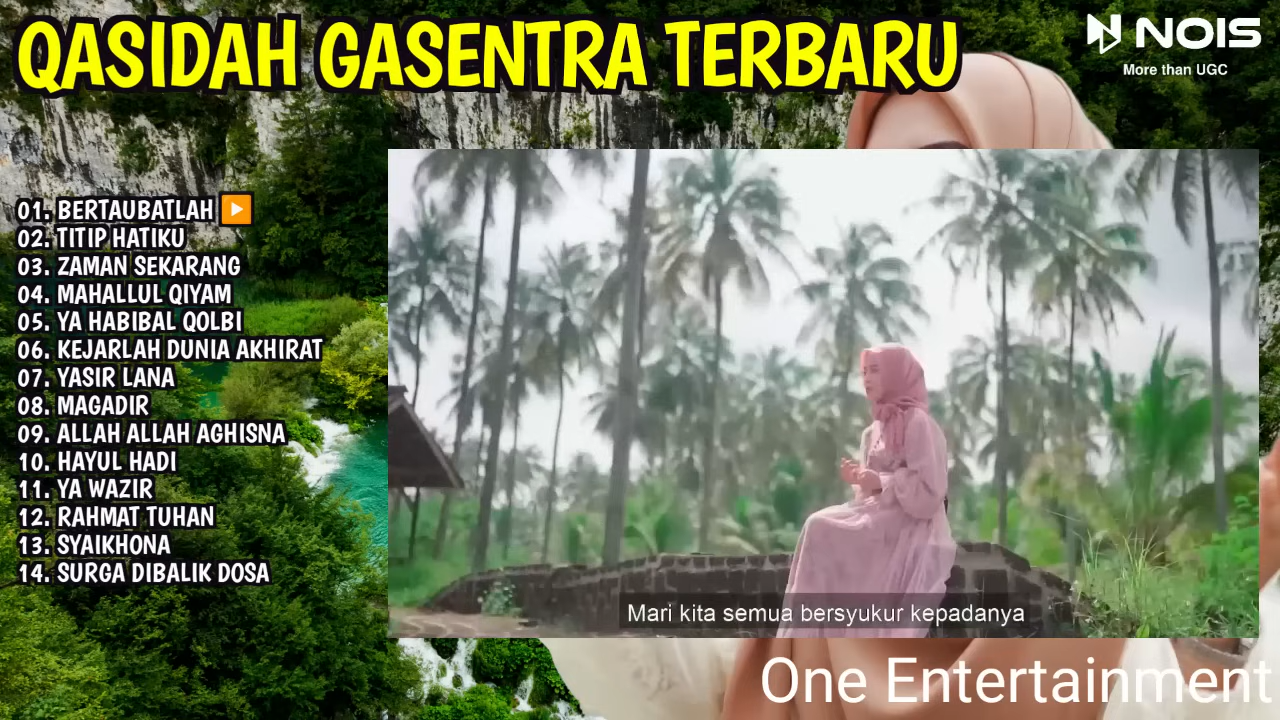 QASIDAH GASENTRA TERBARU
NOIS
More than UGC
01. BERTAUBATLAH
02. TITIP HATIKU
03. ZAMAN SEKARANG
04. MAHALLUL QIYAM
05. YA HABIBAL QOLBI
06. KEJARLAH DUNIA AKHIRAT
07. YASIR LANA
08. MAGADIR
09. ALLAH ALLAH AGHISNA
10. HAYUL HADI
11. YA WAZIR
12. RAHMAT TUHAN
13. SYAIKHONA
14. SURGA DIBALIK DOSA
Mari kita semua bersyukur kepadanya
One Entertainment